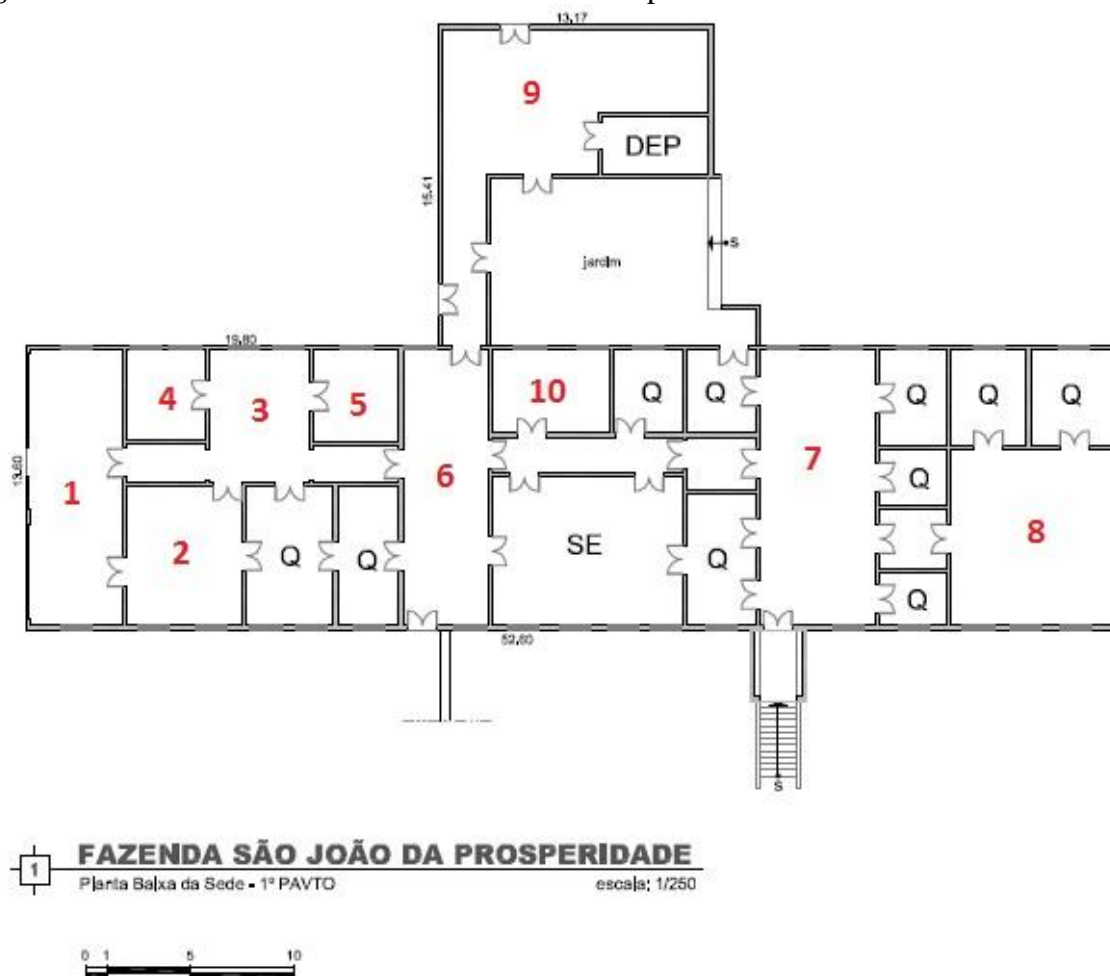 13,17
9
DEP
15,41
S
jardim
19,80
4
3
5
10
Q
Q
Q
Q
Q
13,60
1
6
7
Q
8
2
Q
Q
SE
Q
Q
52,60
S
1
FAZENDA SÃO JOÃO DA PROSPERIDADE
Planta Baixa da Sede - 1º PAVTO
escala: 1/250
0 1 5 10